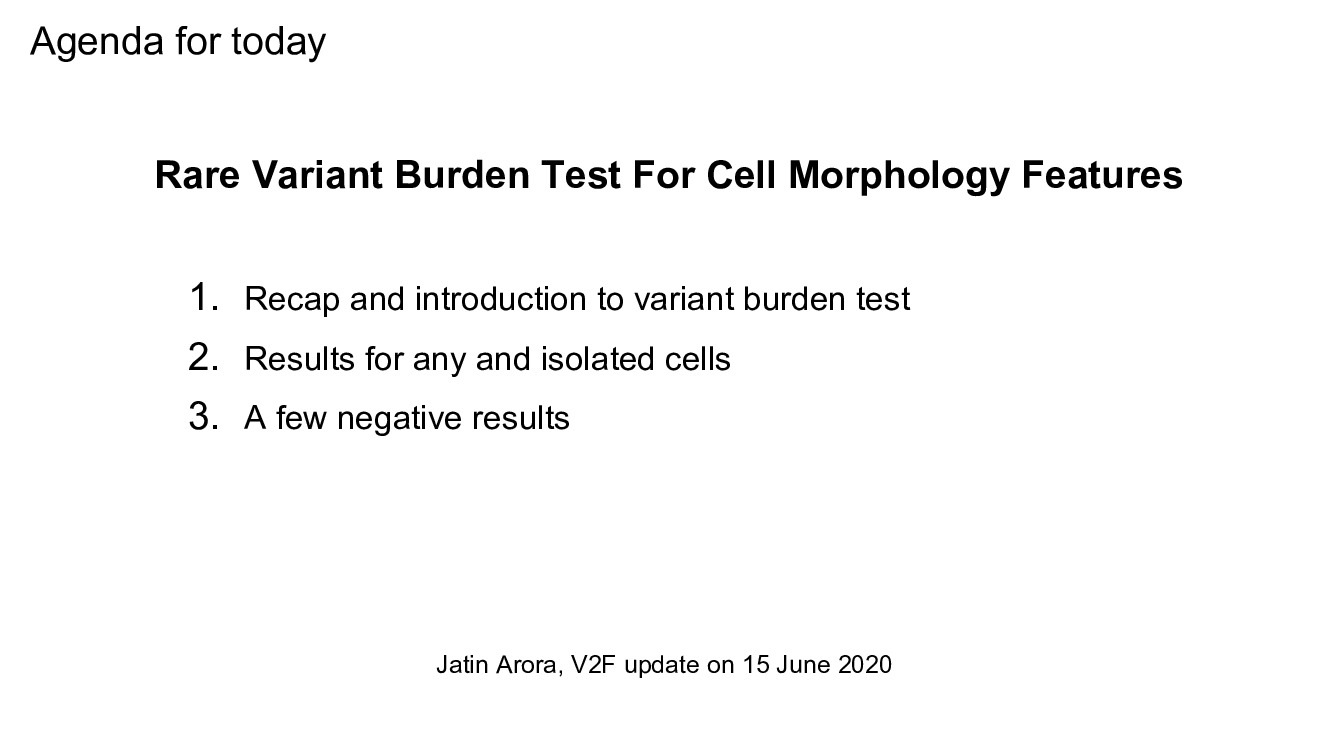 Agenda for today
Rare Variant Burden Test For Cell Morphology Features
1. Recap and introduction to variant burden test
2. Results for any and isolated cells
3. A few negative results
Jatin Arora, V2F update on 15 June 2020